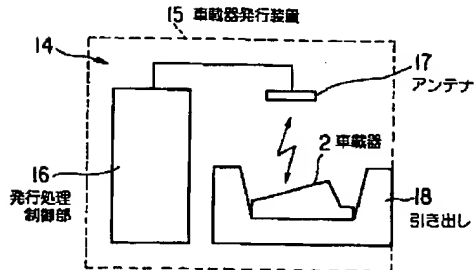 15 車載器発行装置
14
17
アンテナ
2 車載器
16
発行処理
制御部
18
引き出し